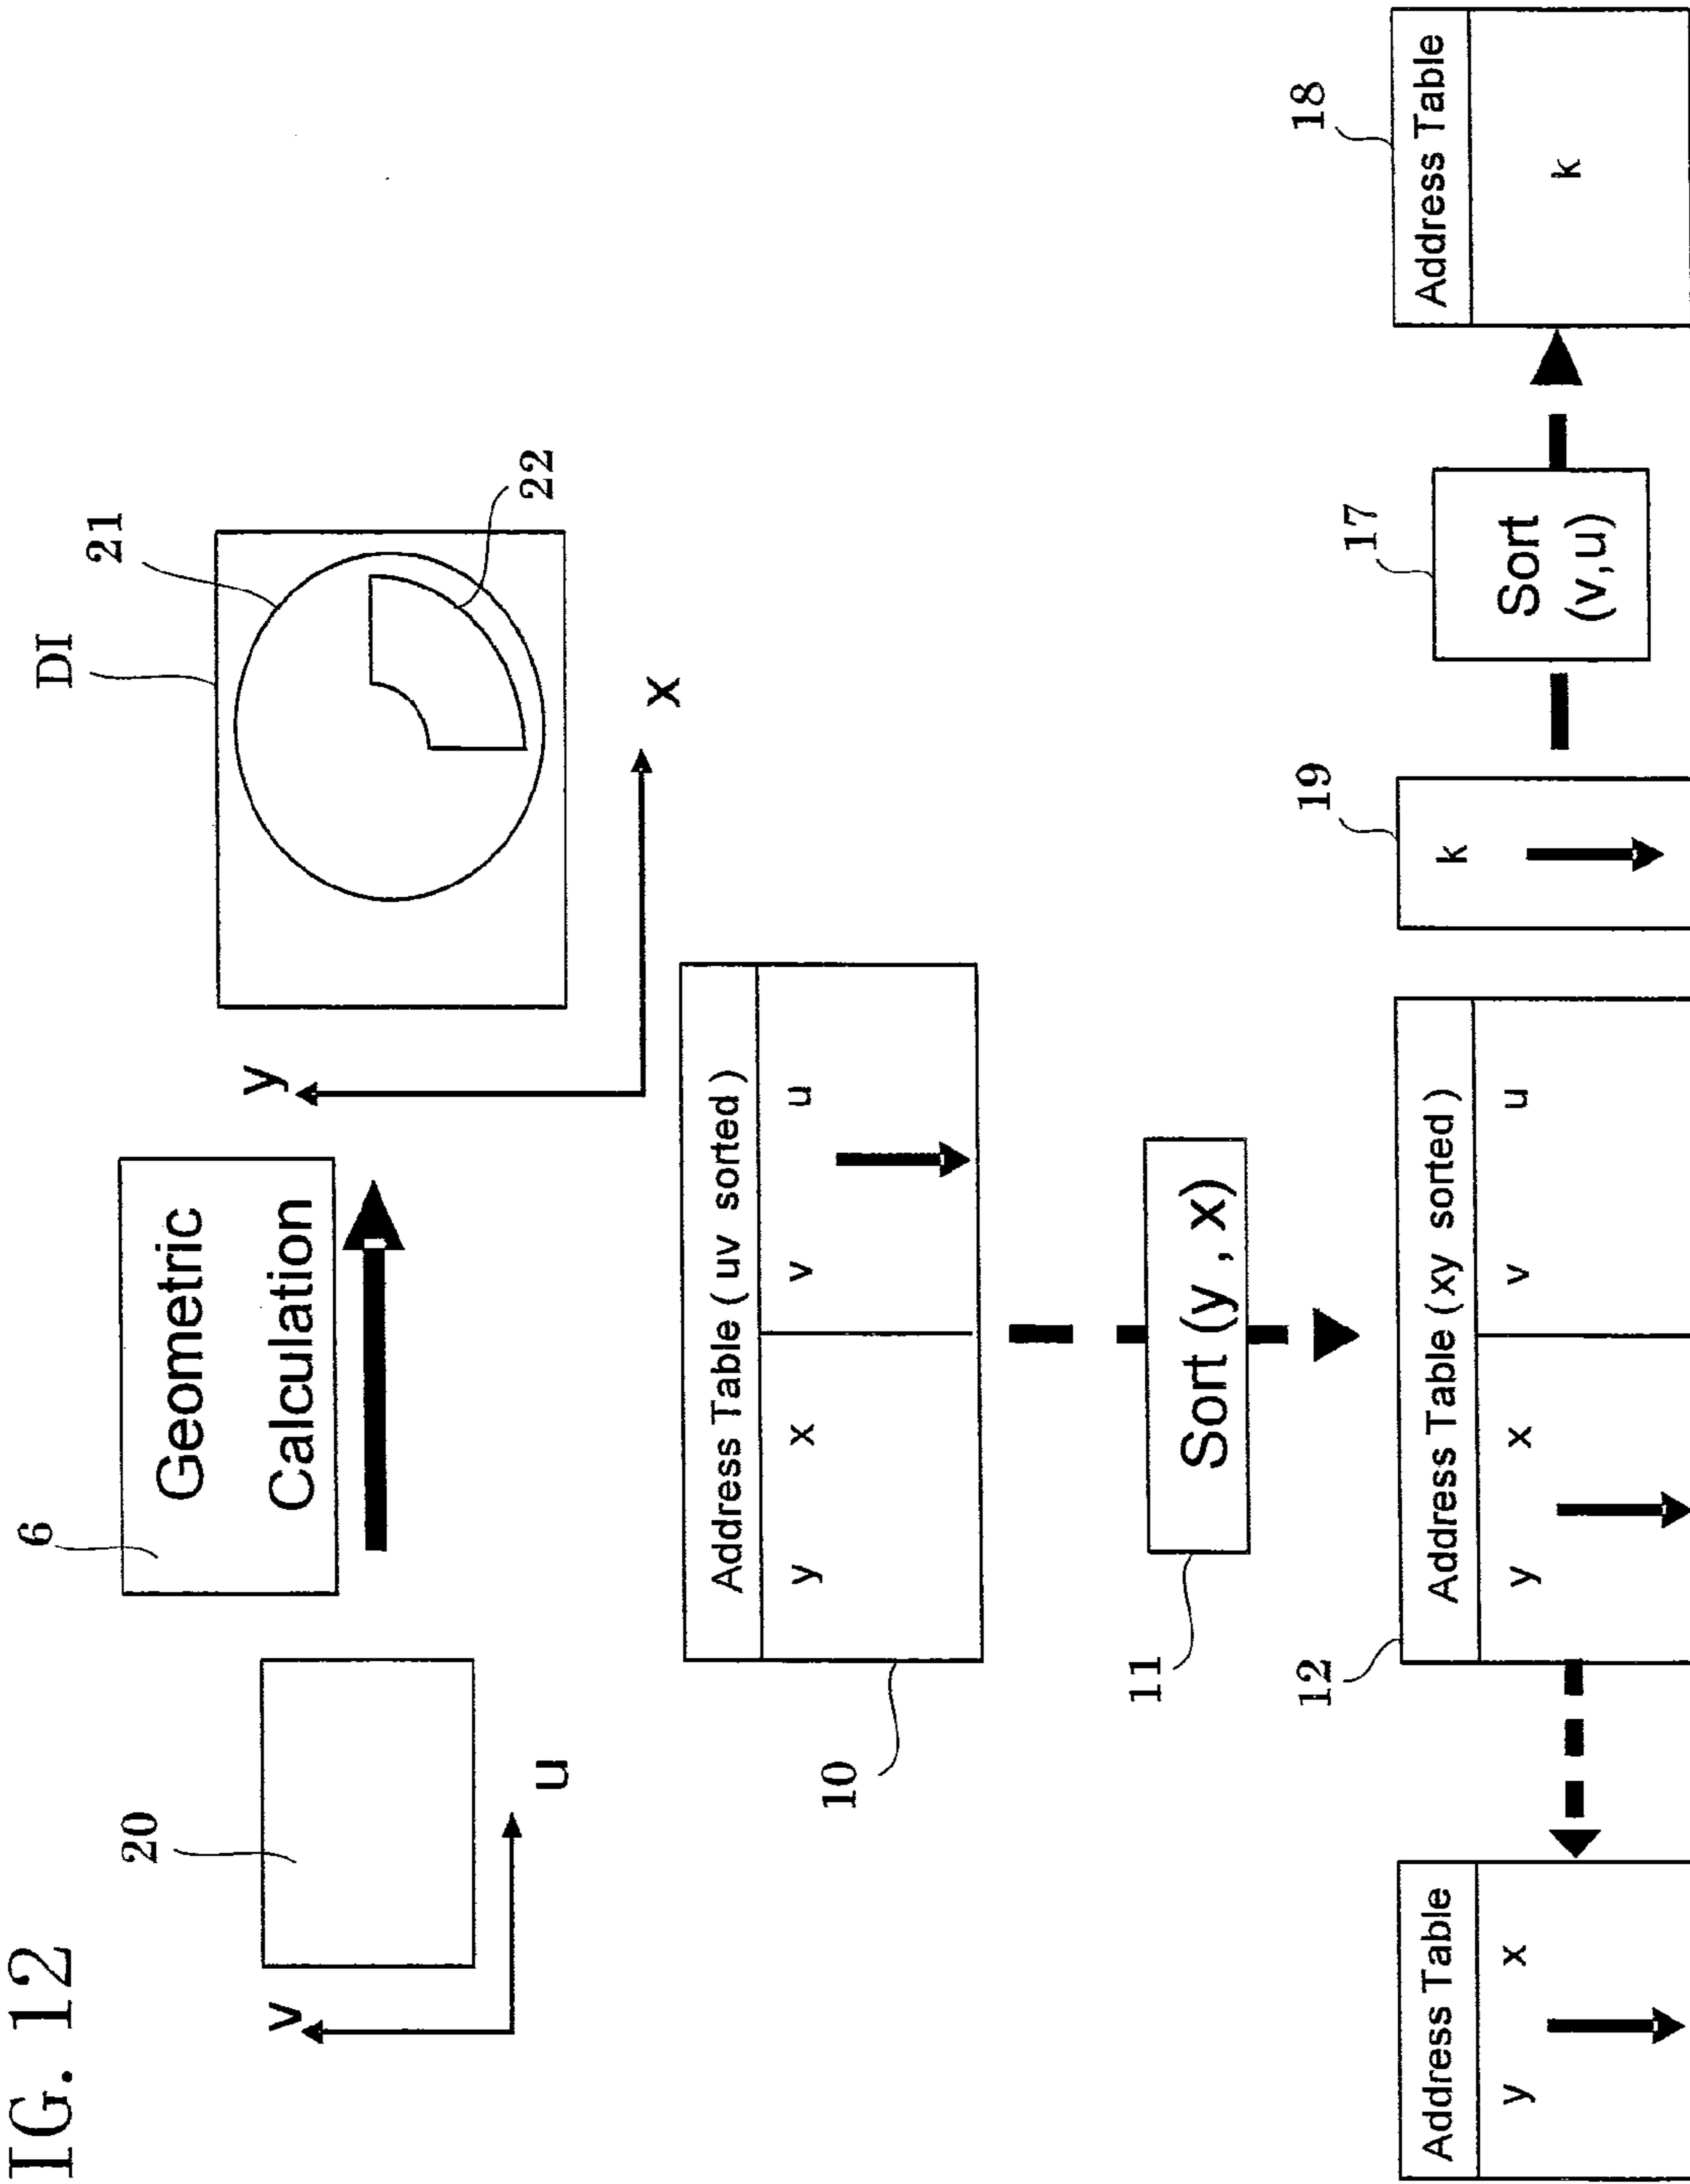 IG. 12
20
v
u
6
Geometric
Calculation
DI
21
22
y
x
10
Address Table ( uv sorted )
y x v u
11
Sort (y , x)
12
Address Table ( xy sorted )
y x v u
Address Table
y x
19
k
17
Sort
(v,u)
18
Address Table
k